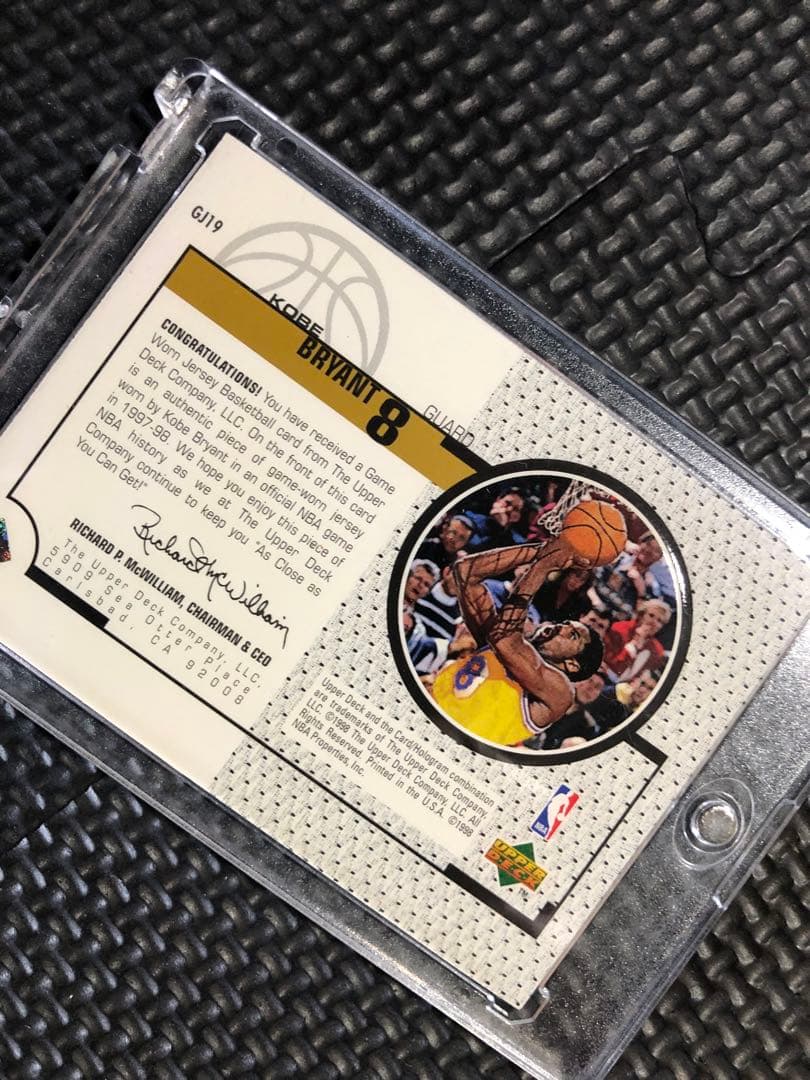 GJ19
KOBE
BRYANT
8
GUARD
CONGRATULATIONS! You have received a Game
Worn Jersey Basketball card from The Upper
Deck Company, LLC. On the front of this card
is an authentic piece of game-worn jersey
worn by Kobe Bryant in an official NBA game
in 1997-98. We hope you enjoy this piece of
NBA history as we at The Upper Deck
Company continue to keep you "As Close as
You Can Get!"
Richard P. McWilliam
RICHARD P. McWILLIAM, CHAIRMAN & CEO
The Upper Deck Company, LLC.
5909 Sea Otter Place
Carlsbad, CA 92008
8
Upper Deck and the Card/Hologram combination
are trademarks of The Upper Deck Company,
LLC. ©1998 The Upper Deck Company, LLC. All
Rights Reserved. Printed in the U.S.A. ©1998
NBA Properties, Inc.
NBA
UPPER
DECK
TM